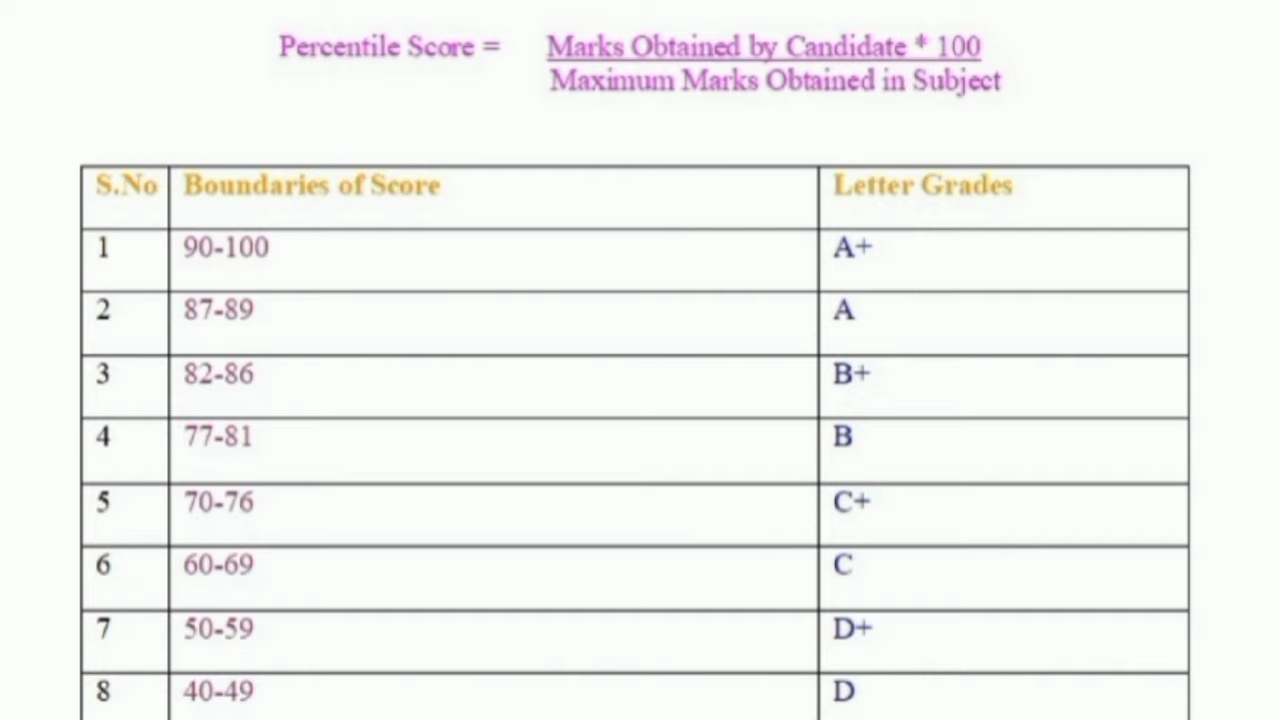 Percentile Score = Marks Obtained by Candidate * 100
Maximum Marks Obtained in Subject
S.No Boundaries of Score Letter Grades
1 90-100 A+
2 87-89 A
3 82-86 B+
4 77-81 B
5 70-76 C+
6 60-69 C
7 50-59 D+
8 40-49 D